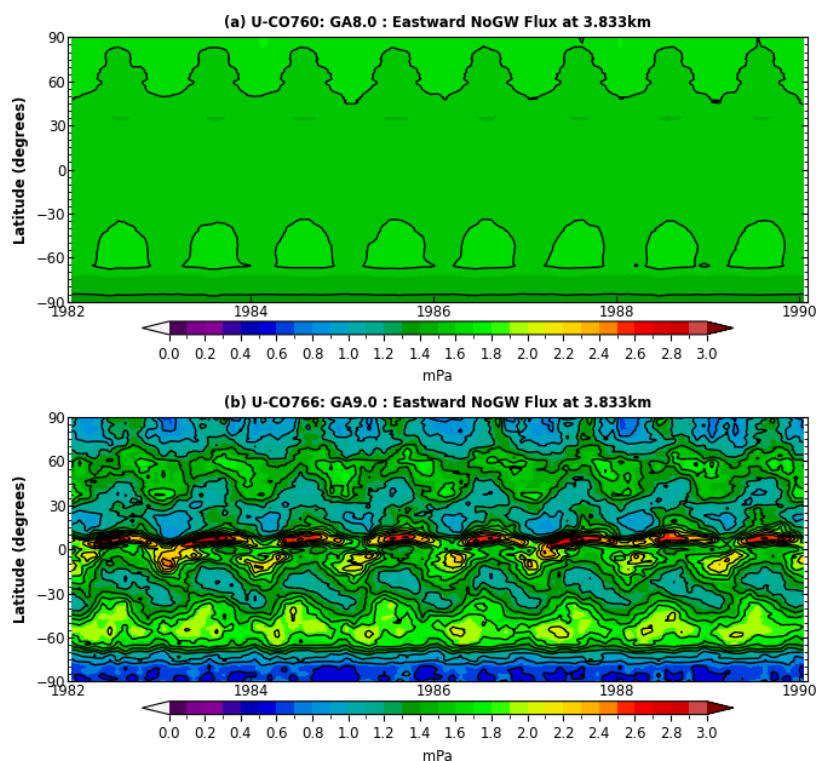 (a) U-CO760: GA8.0 : Eastward NoGW Flux at 3.833km
90
60
30
0
−30
−60
−90
Latitude (degrees)
1982 1984 1986 1988 1990
0.0 0.2 0.4 0.6 0.8 1.0 1.2 1.4 1.6 1.8 2.0 2.2 2.4 2.6 2.8 3.0
mPa
(b) U-CO766: GA9.0 : Eastward NoGW Flux at 3.833km
90
60
30
0
−30
−60
−90
Latitude (degrees)
1982 1984 1986 1988 1990
0.0 0.2 0.4 0.6 0.8 1.0 1.2 1.4 1.6 1.8 2.0 2.2 2.4 2.6 2.8 3.0
mPa